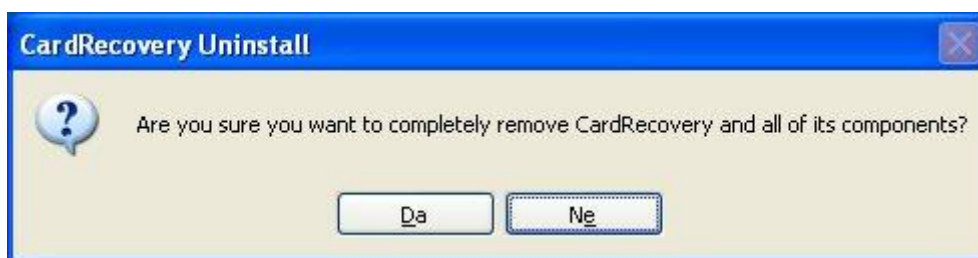 CardRecovery Uninstall
Are you sure you want to completely remove CardRecovery and all of its components?
Da Ne